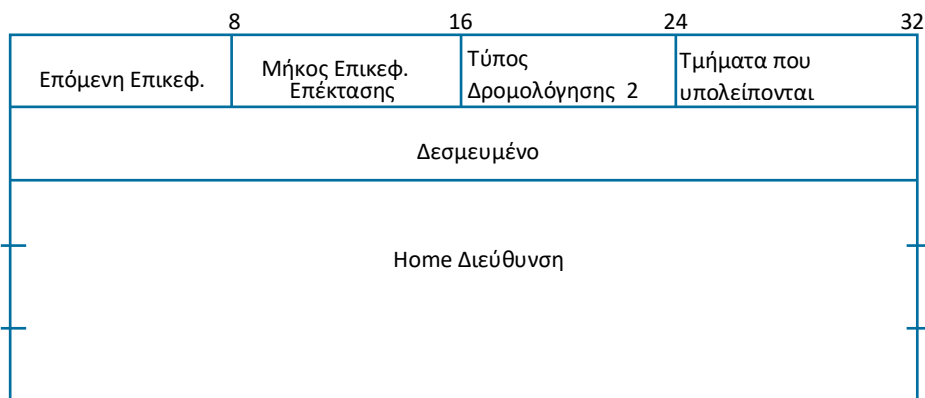 8 16 24 32
Επόμενη Επικεφ.
Μήκος Επικεφ.
Επέκτασης
Τύπος
Δρομολόγησης 2
Τμήματα που
υπολείπονται
Δεσμευμένο
Home Διεύθυνση